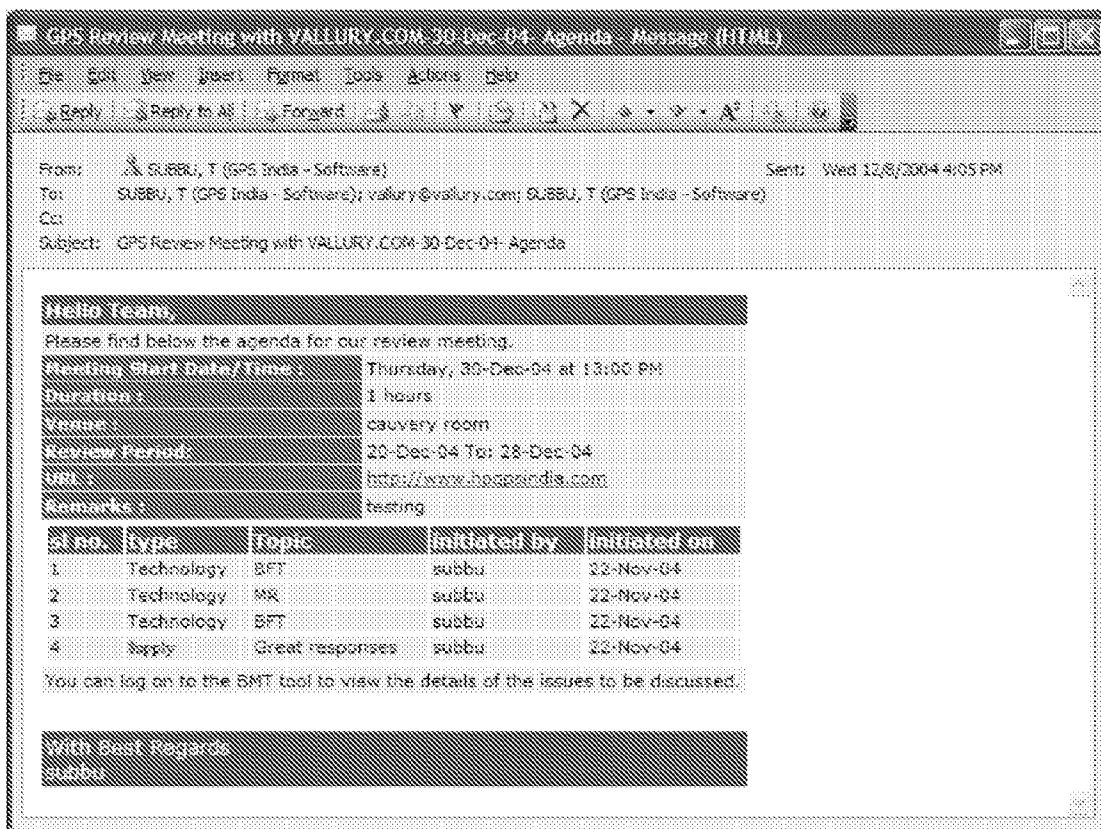 GPS Review Meeting with VALLURY.COM-30-Dec-04- Agenda - Message (HTML)
File Edit View Insert Format Tools Actions Help
Reply Reply to All Forward
From: SUBBU, T (GPS India - Software) Sent: Wed 12/8/2004 4:05 PM
To: SUBBU, T (GPS India - Software); vallury@vallury.com; SUBBU, T (GPS India - Software)
Cc:
Subject: GPS Review Meeting with VALLURY.COM-30-Dec-04- Agenda
Hello Team,
Please find below the agenda for our review meeting.
Meeting Start Date/Time : Thursday, 30-Dec-04 at 13:00 PM
Duration : 1 hours
Venue : cauvery room
Review Period: 20-Dec-04 To: 28-Dec-04
URL : http://www.hpgpsindia.com
Remarks : testing
sl no. type Topic initiated by initiated on
1 Technology BFT subbu 22-Nov-04
2 Technology MR subbu 22-Nov-04
3 Technology BFT subbu 22-Nov-04
4 Supply Great responses subbu 22-Nov-04
You can log on to the BMT tool to view the details of the issues to be discussed.
With Best Regards
subbu